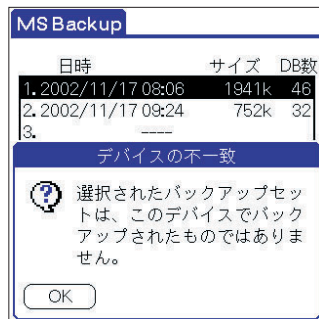 MS Backup
日時 サイズ DB数
1. 2002/11/17 08:06 1941k 46
2. 2002/11/17 09:24 752k 32
3. ----
デバイスの不一致
選択されたバックアップセッ
トは、このデバイスでバック
アップされたものではありま
せん。
OK